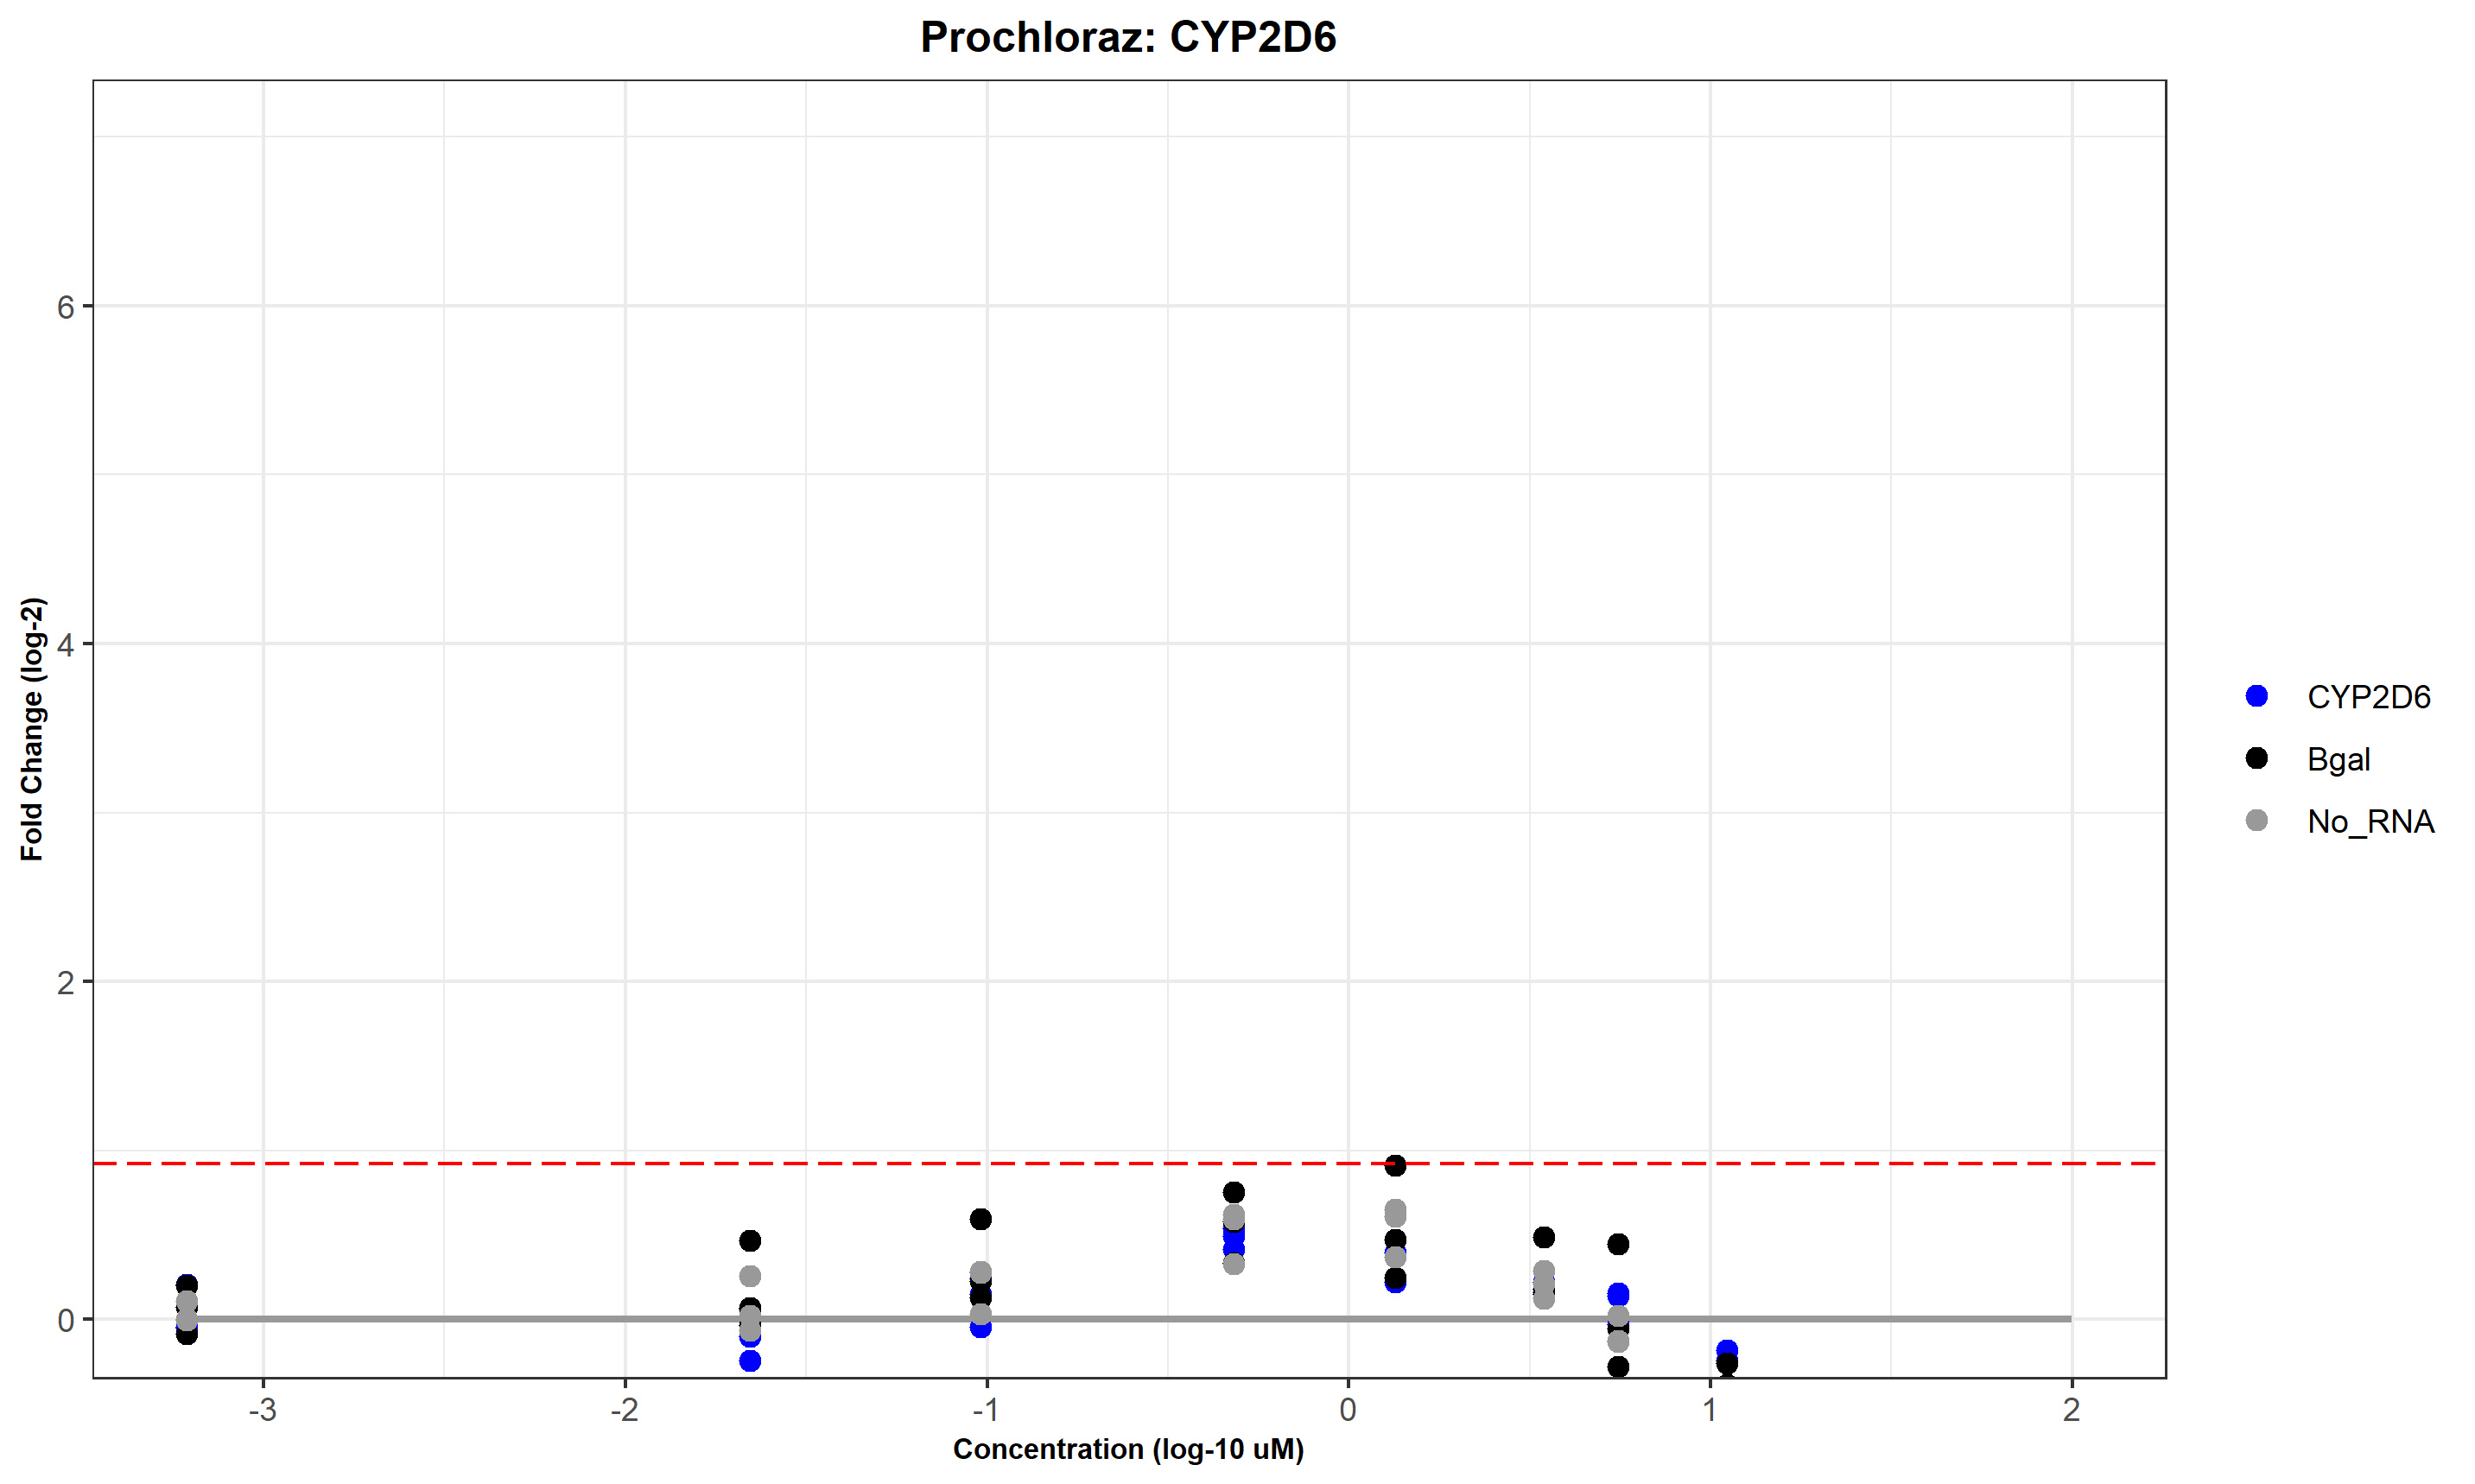 Prochloraz: CYP2D6
Fold Change (log-2)
6
4
2
0
-3
-2
-1
0
1
2
Concentration (log-10 uM)
CYP2D6
Bgal
No_RNA